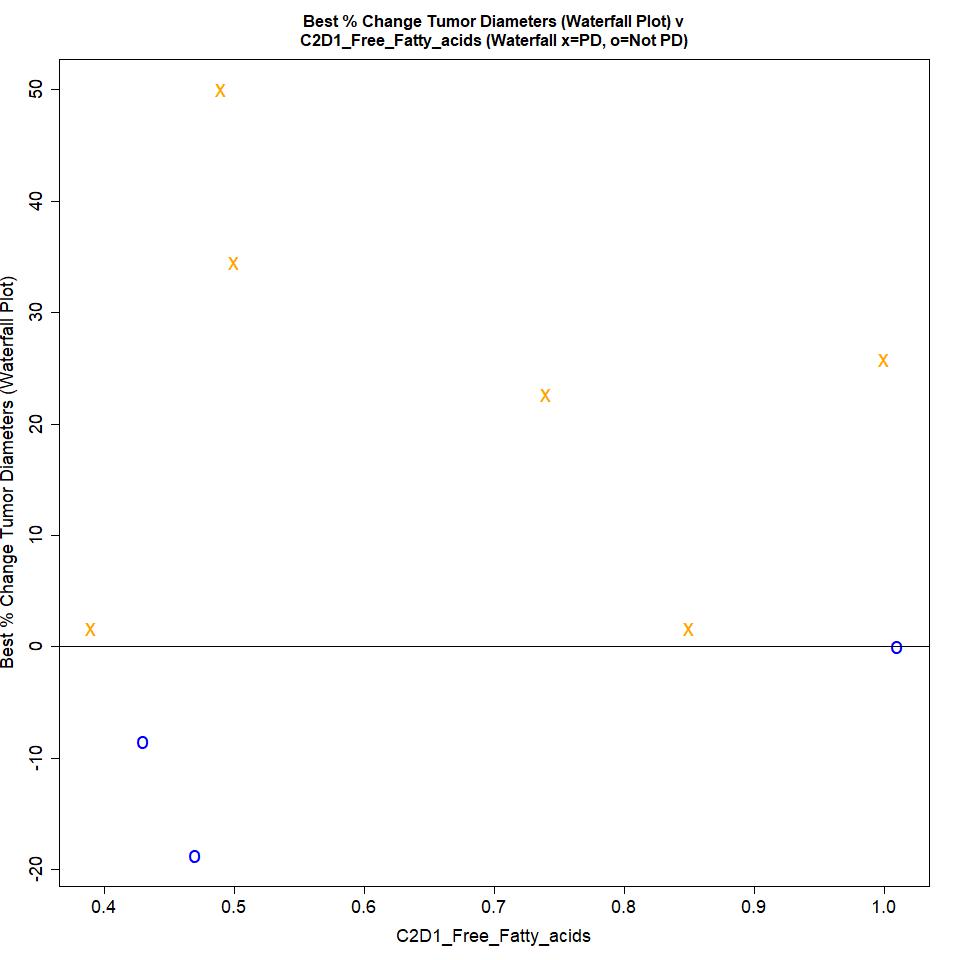 Best % Change Tumor Diameters (Waterfall Plot) v
C2D1_Free_Fatty_acids (Waterfall x=PD, o=Not PD)
Best % Change Tumor Diameters (Waterfall Plot)
50
40
30
20
10
0
-10
-20
X
X
X
X
X
X
O
O
O
0.4 0.5 0.6 0.7 0.8 0.9 1.0
C2D1_Free_Fatty_acids